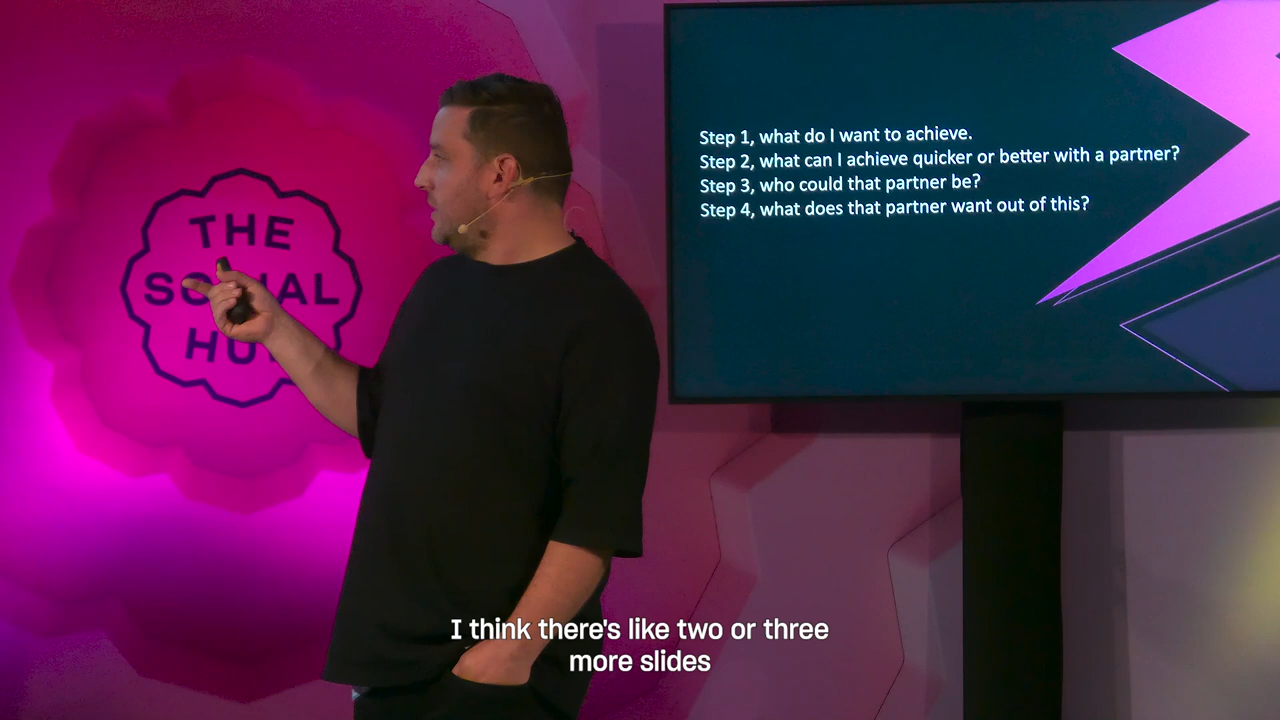 THE
SOCIAL
HUB
Step 1, what do I want to achieve.
Step 2, what can I achieve quicker or better with a partner?
Step 3, who could that partner be?
Step 4, what does that partner want out of this?
I think there's like two or three
more slides